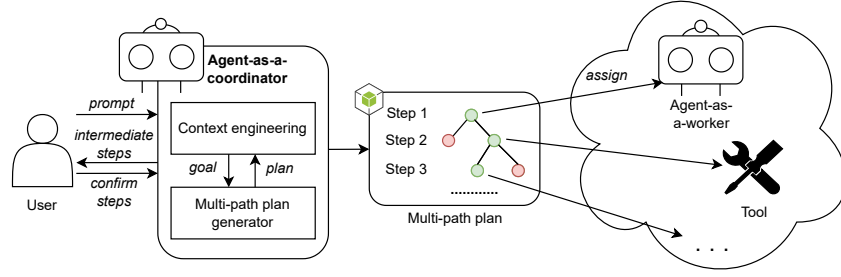 Agent-as-a-
coordinator
prompt
intermediate
steps
confirm
steps
User
Context engineering
goal
plan
Multi-path plan
generator
Step 1
Step 2
Step 3
............
Multi-path plan
assign
Agent-as-
a-worker
Tool
. . .